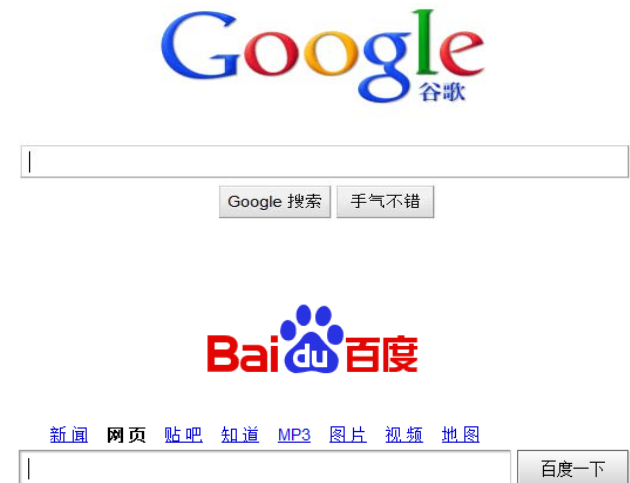 Google
谷歌
Google 搜索 手气不错
Baidu百度
新闻 网页 贴吧 知道 MP3 图片 视频 地图
百度一下